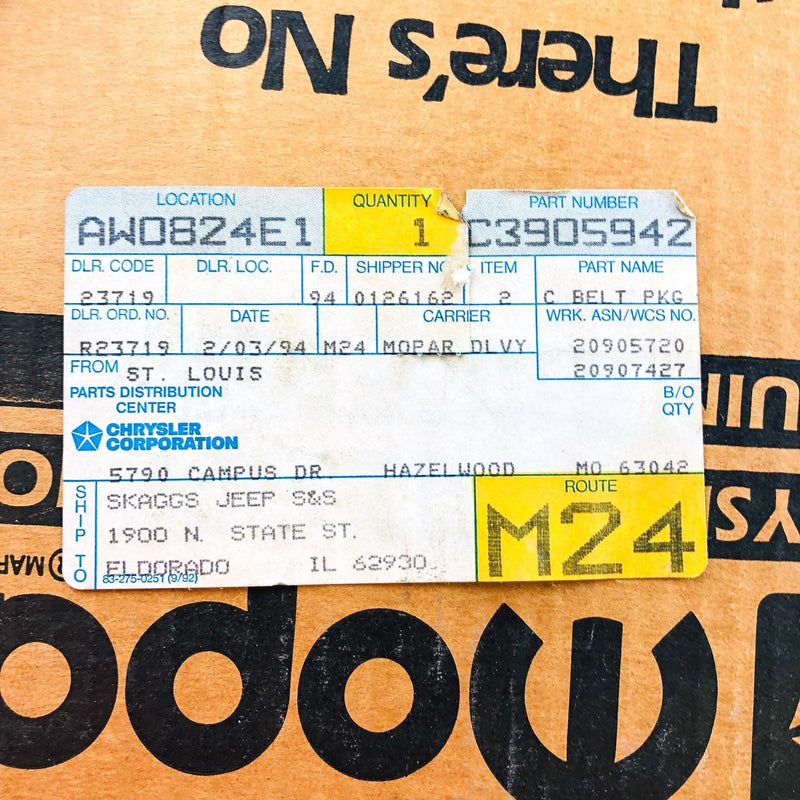 There's No
LOCATION QUANTITY PART NUMBER
AW0824E1 1 C3905942
DLR. CODE DLR. LOC. F.D. SHIPPER NO. ITEM PART NAME
23719 94 0126162 2 C BELT PKG
DLR. ORD. NO. DATE CARRIER WRK. ASN/WCS NO.
R23719 2/03/94 M24 MOPAR DLVY 20905720
FROM ST. LOUIS 20907427
PARTS DISTRIBUTION CENTER B/O QTY
CHRYSLER
CORPORATION
5790 CAMPUS DR. HAZELWOOD MO 63042
SHIP TO
SKAGGS JEEP S&S
1900 N. STATE ST.
ELDORADO IL 62930
83-275-0251 (9/92)
ROUTE
M24
Mopa